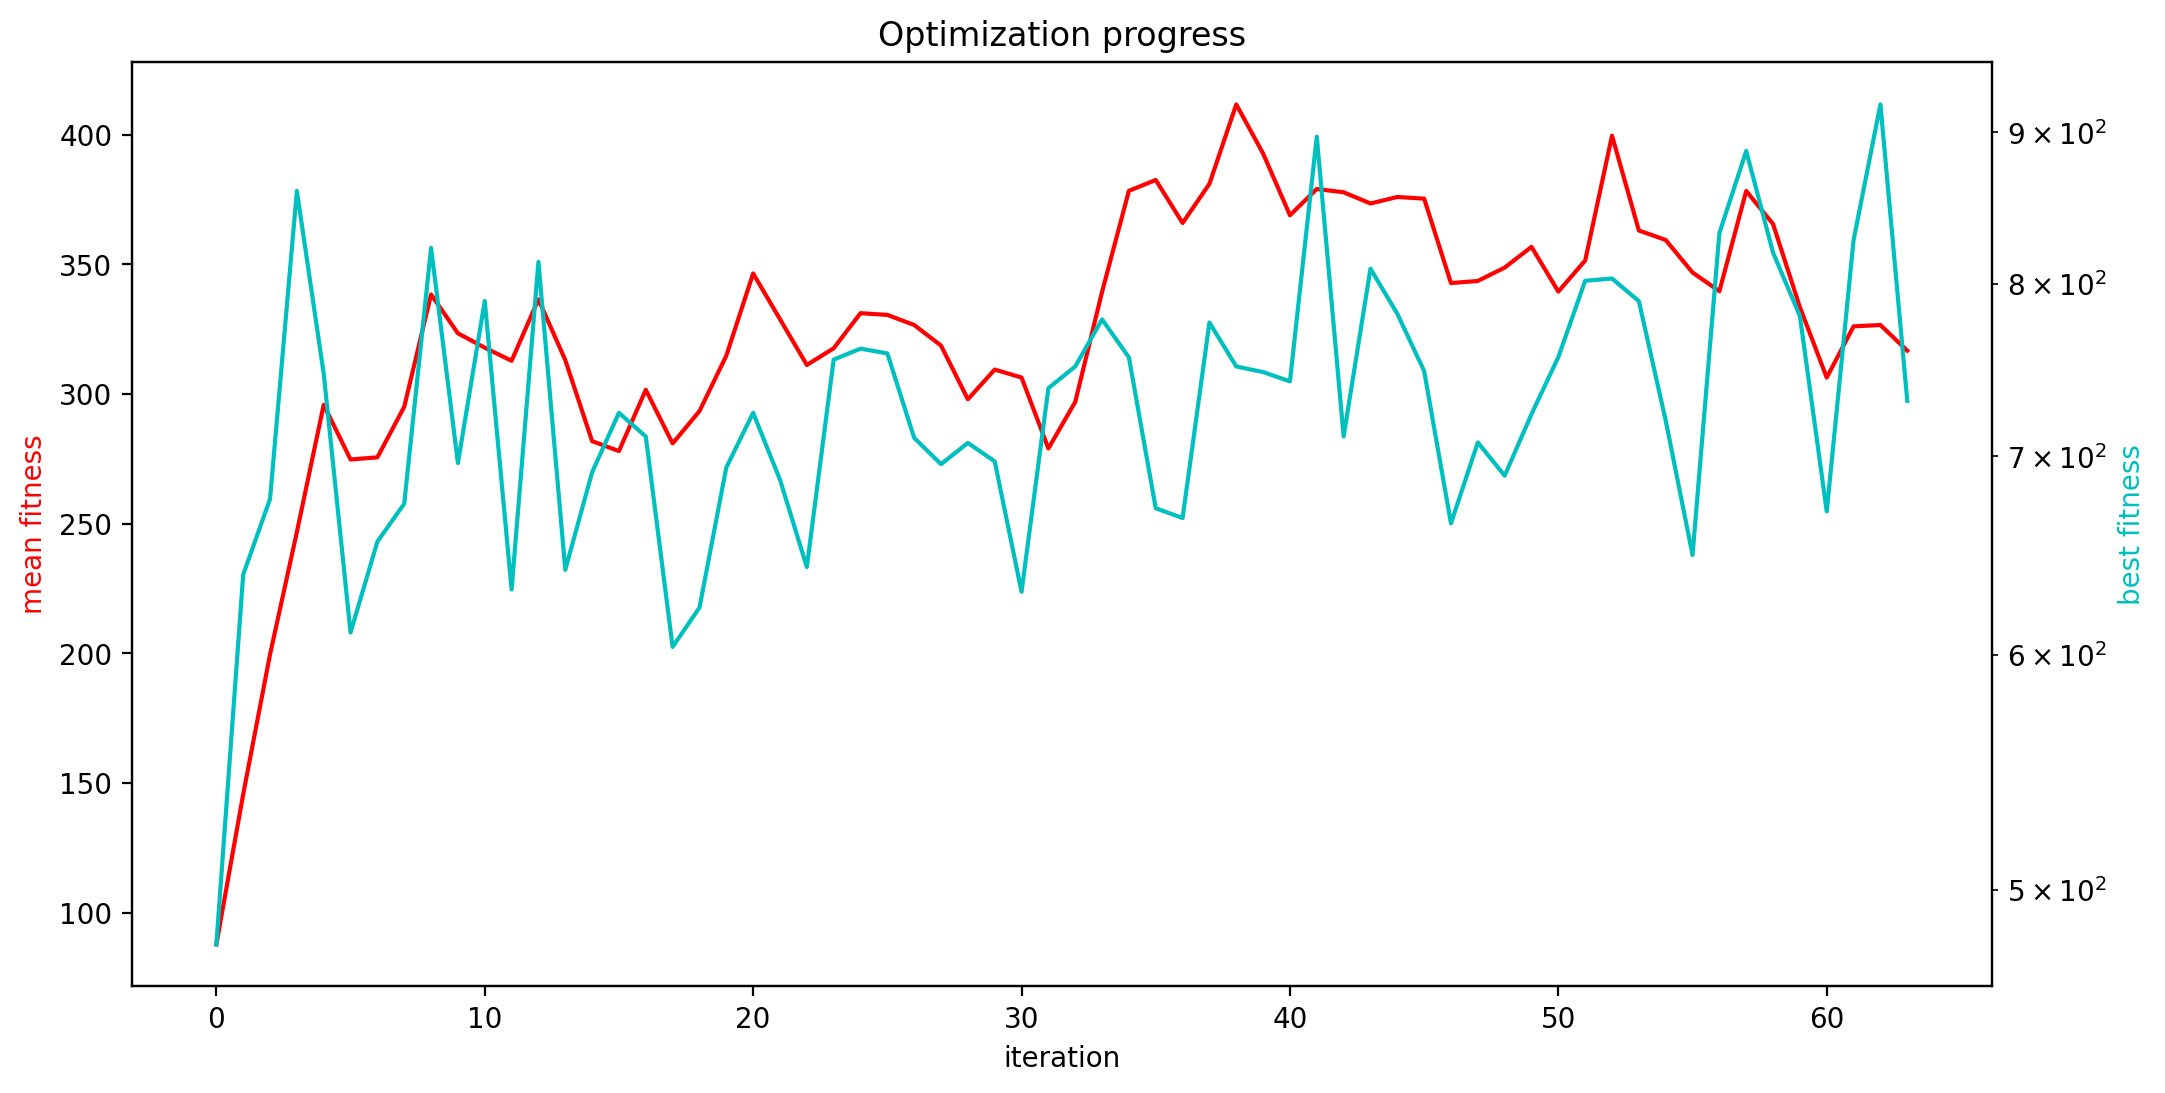 Optimization progress
mean fitness
400
350
300
250
200
150
100
9 × 10²
8 × 10²
7 × 10²
6 × 10²
5 × 10²
best fitness
0 10 20 30 40 50 60
iteration